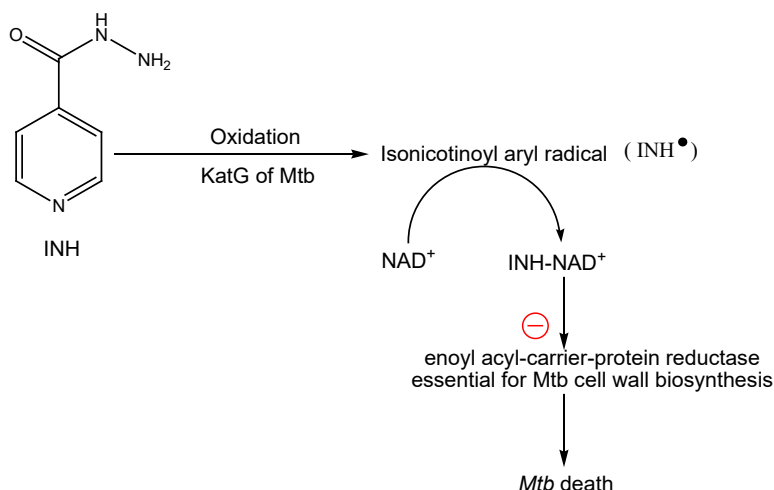 H
O
N
NH₂
Oxidation
KatG of Mtb
Isonicotinoyl aryl radical ( INH●)
N
INH
NAD⁺
INH-NAD⁺
−
enoyl acyl-carrier-protein reductase
essential for Mtb cell wall biosynthesis
Mtb death